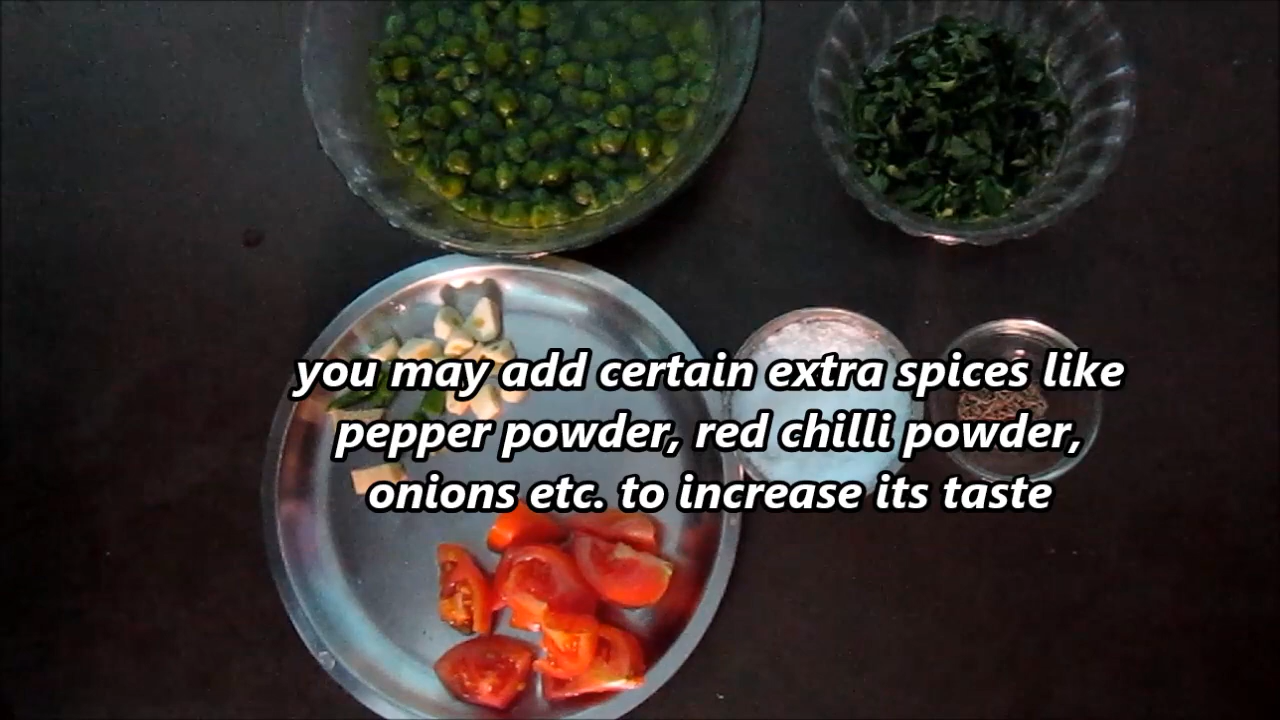 you may add certain extra spices like
pepper powder, red chilli powder,
onions etc. to increase its taste